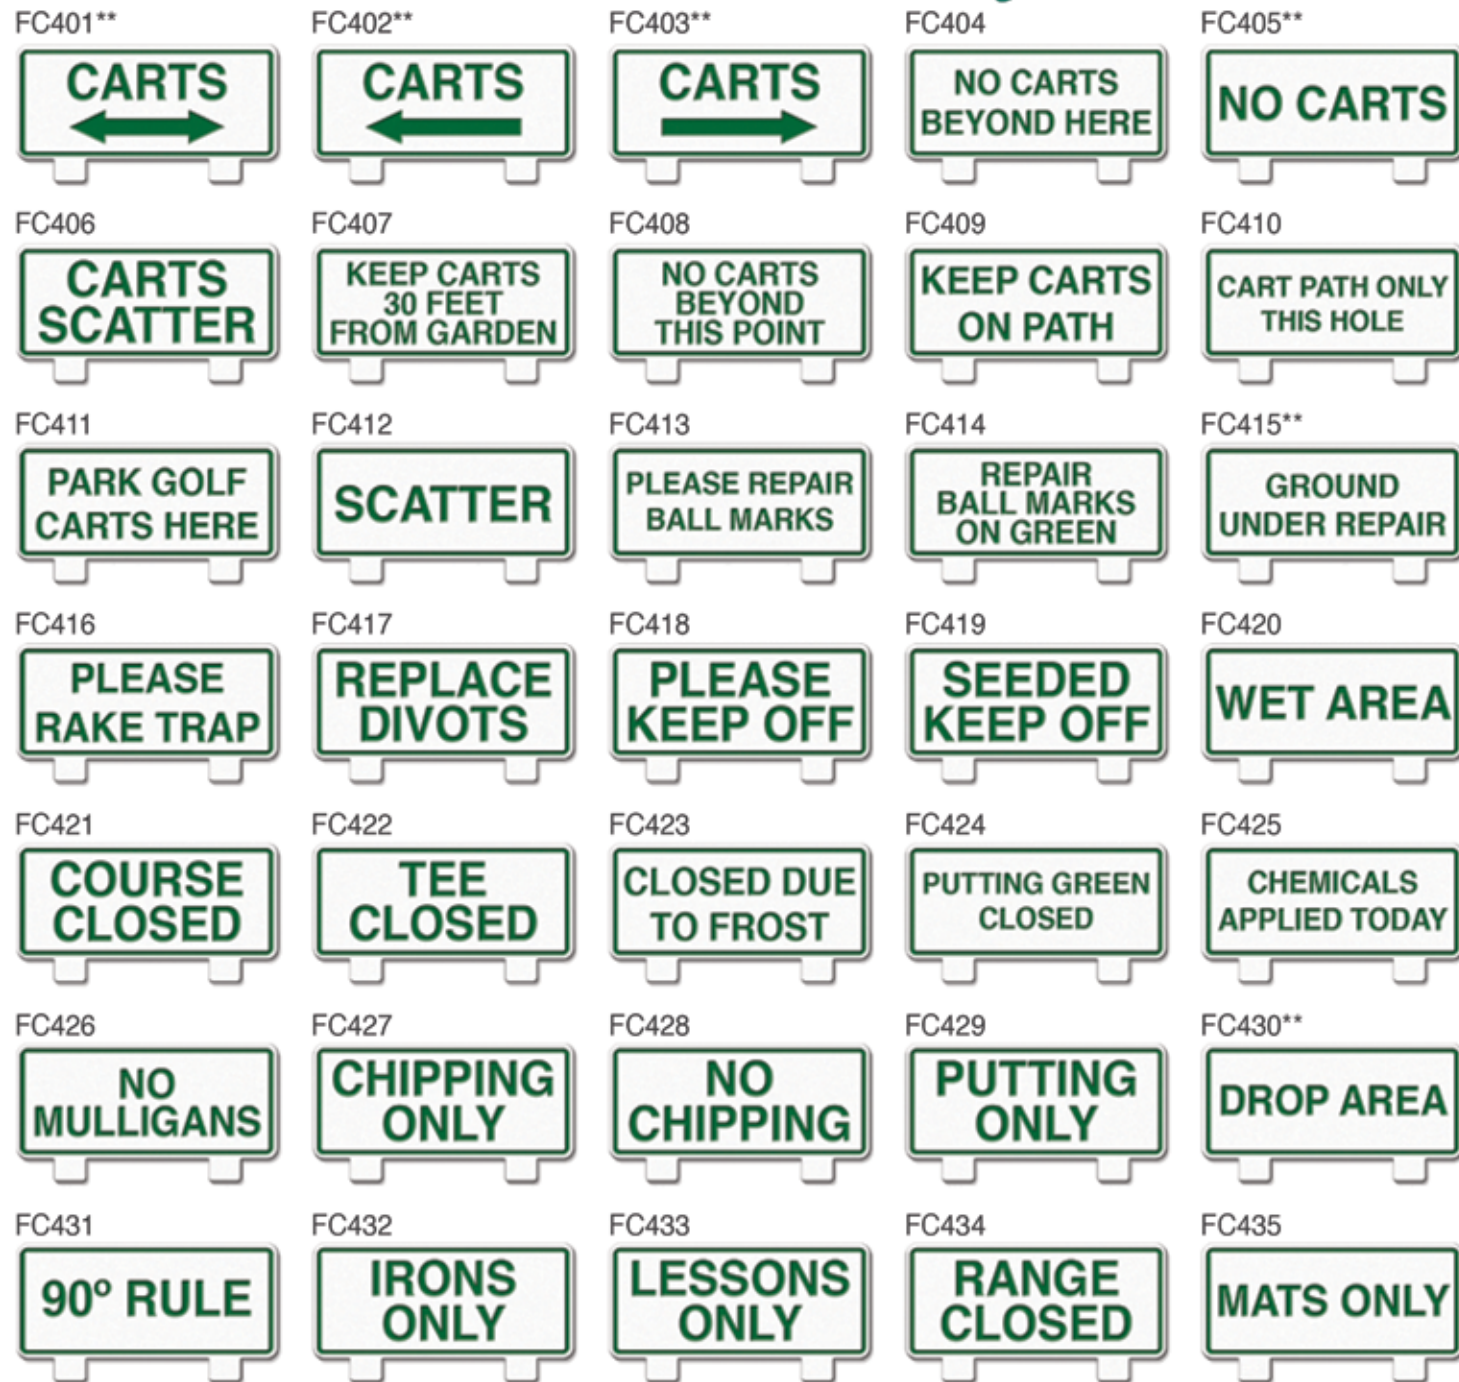 FC401**
FC402**
FC403**
FC404
FC405**
CARTS
CARTS
CARTS
NO CARTS
BEYOND HERE
NO CARTS
FC406
FC407
FC408
FC409
FC410
CARTS
SCATTER
KEEP CARTS
30 FEET
FROM GARDEN
NO CARTS
BEYOND
THIS POINT
KEEP CARTS
ON PATH
CART PATH ONLY
THIS HOLE
FC411
FC412
FC413
FC414
FC415**
PARK GOLF
CARTS HERE
SCATTER
PLEASE REPAIR
BALL MARKS
REPAIR
BALL MARKS
ON GREEN
GROUND
UNDER REPAIR
FC416
FC417
FC418
FC419
FC420
PLEASE
RAKE TRAP
REPLACE
DIVOTS
PLEASE
KEEP OFF
SEEDED
KEEP OFF
WET AREA
FC421
FC422
FC423
FC424
FC425
COURSE
CLOSED
TEE
CLOSED
CLOSED DUE
TO FROST
PUTTING GREEN
CLOSED
CHEMICALS
APPLIED TODAY
FC426
FC427
FC428
FC429
FC430**
NO
MULLIGANS
CHIPPING
ONLY
NO
CHIPPING
PUTTING
ONLY
DROP AREA
FC431
FC432
FC433
FC434
FC435
90º RULE
IRONS
ONLY
LESSONS
ONLY
RANGE
CLOSED
MATS ONLY